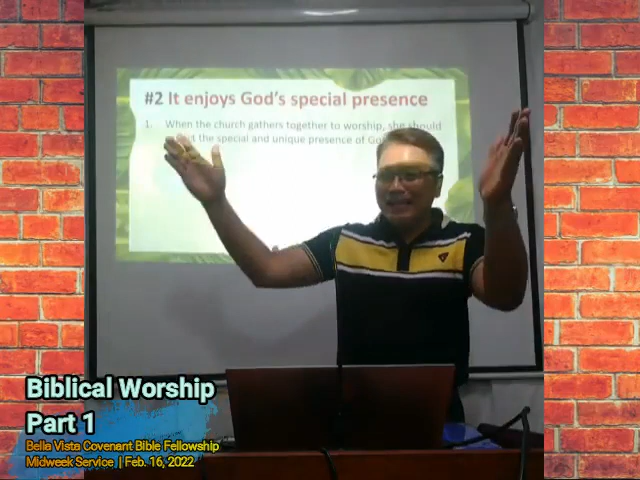 #2 It enjoys God's special presence
1. When the church gathers together to worship, she should
the special and unique presence of
Biblical Worship
Part 1
Bella Vista Covenant Bible Fellowship
Midweek Service | Feb. 16, 2022